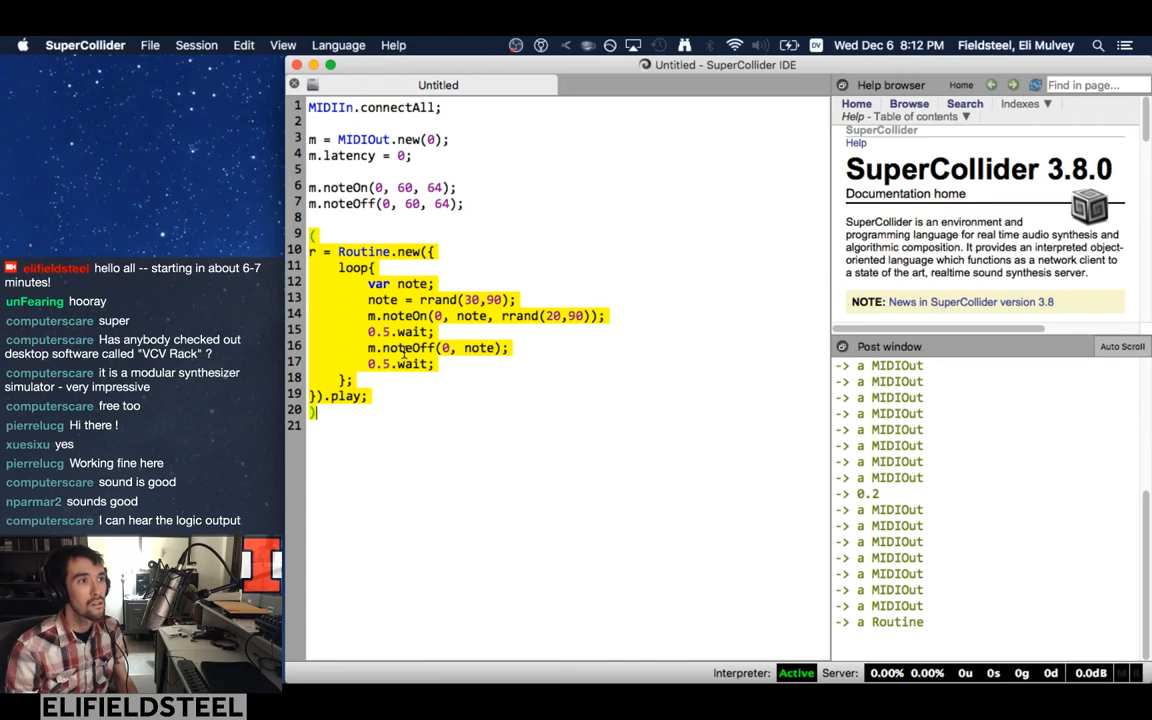 SuperCollider File Session Edit View Language Help
DV Wed Dec 6 8:12 PM Fieldsteel, Eli Mulvey
Untitled - SuperCollider IDE
Untitled
1 MIDIIn.connectAll;
2
3 m = MIDIOut.new(0);
4 m.latency = 0;
5
6 m.noteOn(0, 60, 64);
7 m.noteOff(0, 60, 64);
8
9 (
10 r = Routine.new({
11 loop{
12 var note;
13 note = rrand(30,90);
14 m.noteOn(0, note, rrand(20,90));
15 0.5.wait;
16 m.noteOff(0, note);
17 0.5.wait;
18 };
19 }).play;
20 )
21
Help browser Home Find in page...
Home Browse Search Indexes ▼
Help - Table of contents ▼
SuperCollider
Help
SuperCollider 3.8.0
Documentation home
SuperCollider is an environment and
programming language for real time audio synthesis and
algorithmic composition. It provides an interpreted object-
oriented language which functions as a network client to
a state of the art, realtime sound synthesis server.
NOTE: News in SuperCollider version 3.8
Post window Auto Scroll
-> a MIDIOut
-> a MIDIOut
-> a MIDIOut
-> a MIDIOut
-> a MIDIOut
-> a MIDIOut
-> a MIDIOut
-> a MIDIOut
-> 0.2
-> a MIDIOut
-> a MIDIOut
-> a MIDIOut
-> a MIDIOut
-> a MIDIOut
-> a MIDIOut
-> a MIDIOut
-> a Routine
Interpreter: Active Server: 0.00% 0.00% 0u 0s 0g 0d 0.0dB M R
elifieldsteel hello all -- starting in about 6-7
minutes!
unFearing hooray
computerscare super
computerscare Has anybody checked out
desktop software called "VCV Rack" ?
computerscare it is a modular synthesizer
simulator - very impressive
computerscare free too
pierrelucg Hi there !
xuesixu yes
pierrelucg Working fine here
computerscare sound is good
nparmar2 sounds good
computerscare I can hear the logic output
I
ELIFIELDSTEEL